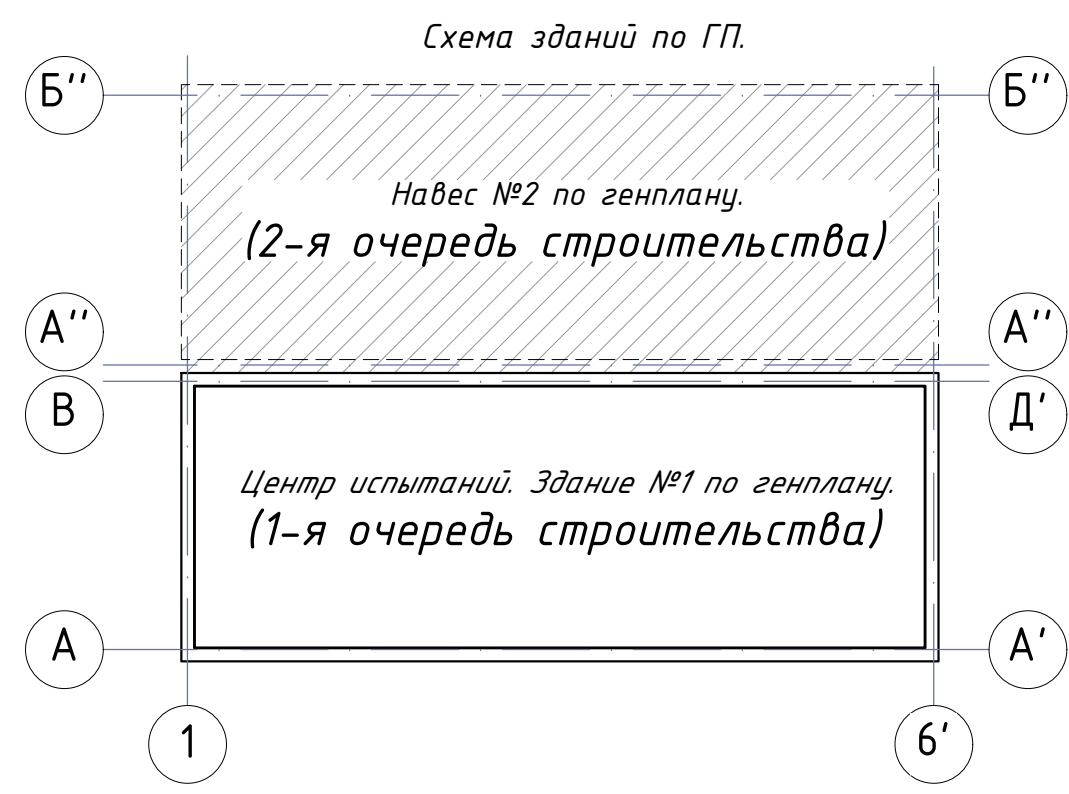 Схема зданий по ГП.
Б'' Б''
Навес №2 по генплану.
(2-я очередь строительства)
А'' А''
В Д'
Центр испытаний. Здание №1 по генплану.
(1-я очередь строительства)
А А'
1 6'